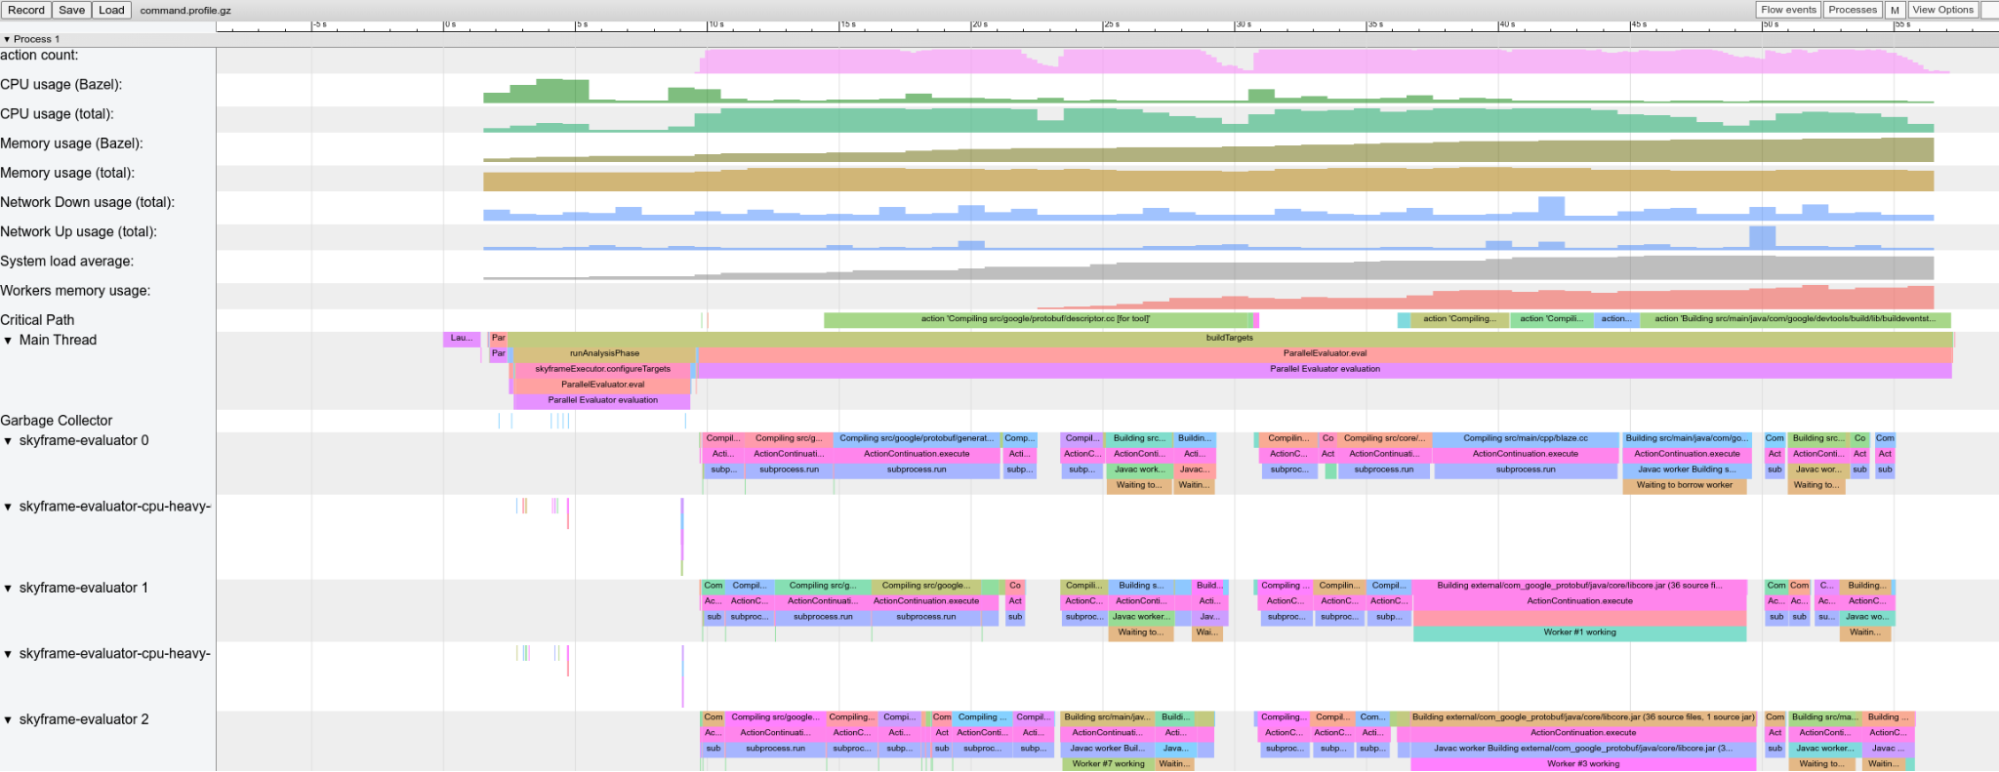 Record Save Load command.profile.gz Flow events Processes M View Options
-5 s 0 s 5 s 10 s 15 s 20 s 25 s 30 s 35 s 40 s 45 s 50 s 55 s
▼ Process 1
action count:
CPU usage (Bazel):
CPU usage (total):
Memory usage (Bazel):
Memory usage (total):
Network Down usage (total):
Network Up usage (total):
System load average:
Workers memory usage:
Critical Path action 'Compiling src/google/protobuf/descriptor.cc [for tool]' action 'Compiling... action 'Compili... action... action 'Building src/main/java/com/google/devtools/build/lib/buildeventst...
▼ Main Thread Lau... Par buildTargets
Par runAnalysisPhase ParallelEvaluator.eval
skyframeExecutor.configureTargets Parallel Evaluator evaluation
ParallelEvaluator.eval
Parallel Evaluator evaluation
Garbage Collector
▼ skyframe-evaluator 0 Compil... Compiling src/g... Compiling src/google/protobuf/generat... Comp... Compil... Building src... Buildin... Compilin... Co Compiling src/core/... Compiling src/main/cpp/blaze.cc Building src/main/java/com/go... Com Building src... Co Com
Acti... ActionContinuati... ActionContinuation.execute Acti... ActionC... ActionConti... Acti... ActionC... Act ActionContinuati... ActionContinuation.execute ActionContinuation.execute Act ActionConti... Act Act
subp... subprocess.run subprocess.run subp... subp... Javac work... Javac... subproc... subprocess.run subprocess.run Javac worker Building s... sub Javac wor... sub sub
Waiting to... Waitin... Waiting to borrow worker Waiting to...
▼ skyframe-evaluator-cpu-heavy-
▼ skyframe-evaluator 1 Com Compil... Compiling src/g... Compiling src/google... Co Compili... Building s... Build... Compiling ... Compilin... Compil... Building external/com_google_protobuf/java/core/libcore.jar (36 source fi... Com Com C... Building...
Ac... ActionC... ActionContinuati... ActionContinuation.execute Act ActionC... ActionConti... Acti... ActionC... ActionC... ActionC... ActionContinuation.execute Ac... Ac... Ac... ActionC...
sub subproc... subprocess.run subprocess.run sub subproc... Javac worker... Jav... subproc... subproc... subp... sub sub su... Javac wo...
Waiting to... Wai... Worker #1 working Waitin...
▼ skyframe-evaluator-cpu-heavy-
▼ skyframe-evaluator 2 Com Compiling src/google... Compiling... Compi... Com Compiling ... Compil... Building src/main/jav... Buildi... Compiling... Compil... Com... Building external/com_google_protobuf/java/core/libcore.jar (36 source files, 1 source jar) Com Building src/ma... Building ...
Ac... ActionContinuati... ActionC... Acti... Act ActionConti... Acti... ActionContinuati... Acti... ActionC... ActionC... Acti... ActionContinuation.execute Act ActionConti... ActionC...
sub subprocess.run subproc... subp... sub subproc... subp... Javac worker Buil... Java... subproc... subp... subp... Javac worker Building external/com_google_protobuf/java/core/libcore.jar (3... sub Javac worker... Javac ...
Worker #7 working Waitin... Worker #3 working Waiting to... Waitin...